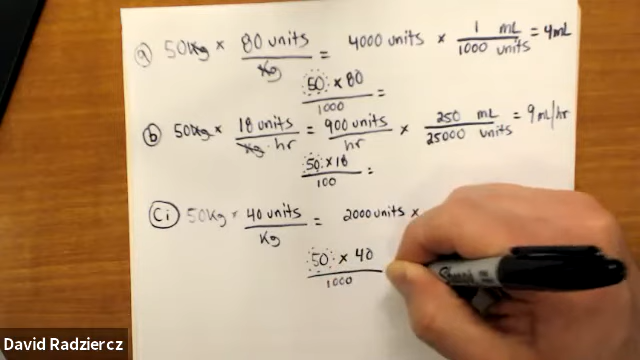 a 50kg × 80 units / kg = 4000 units × 1 mL / 1000 units = 4mL
50 × 80 / 1000 =
b 50kg × 18 units / kg · hr = 900 units / hr × 250 mL / 25000 units = 9mL/hr
50 × 18 / 100 =
Ci 50kg × 40 units / kg = 2000 units ×
50 × 40 / 1000
Sharpie
David Radziercz